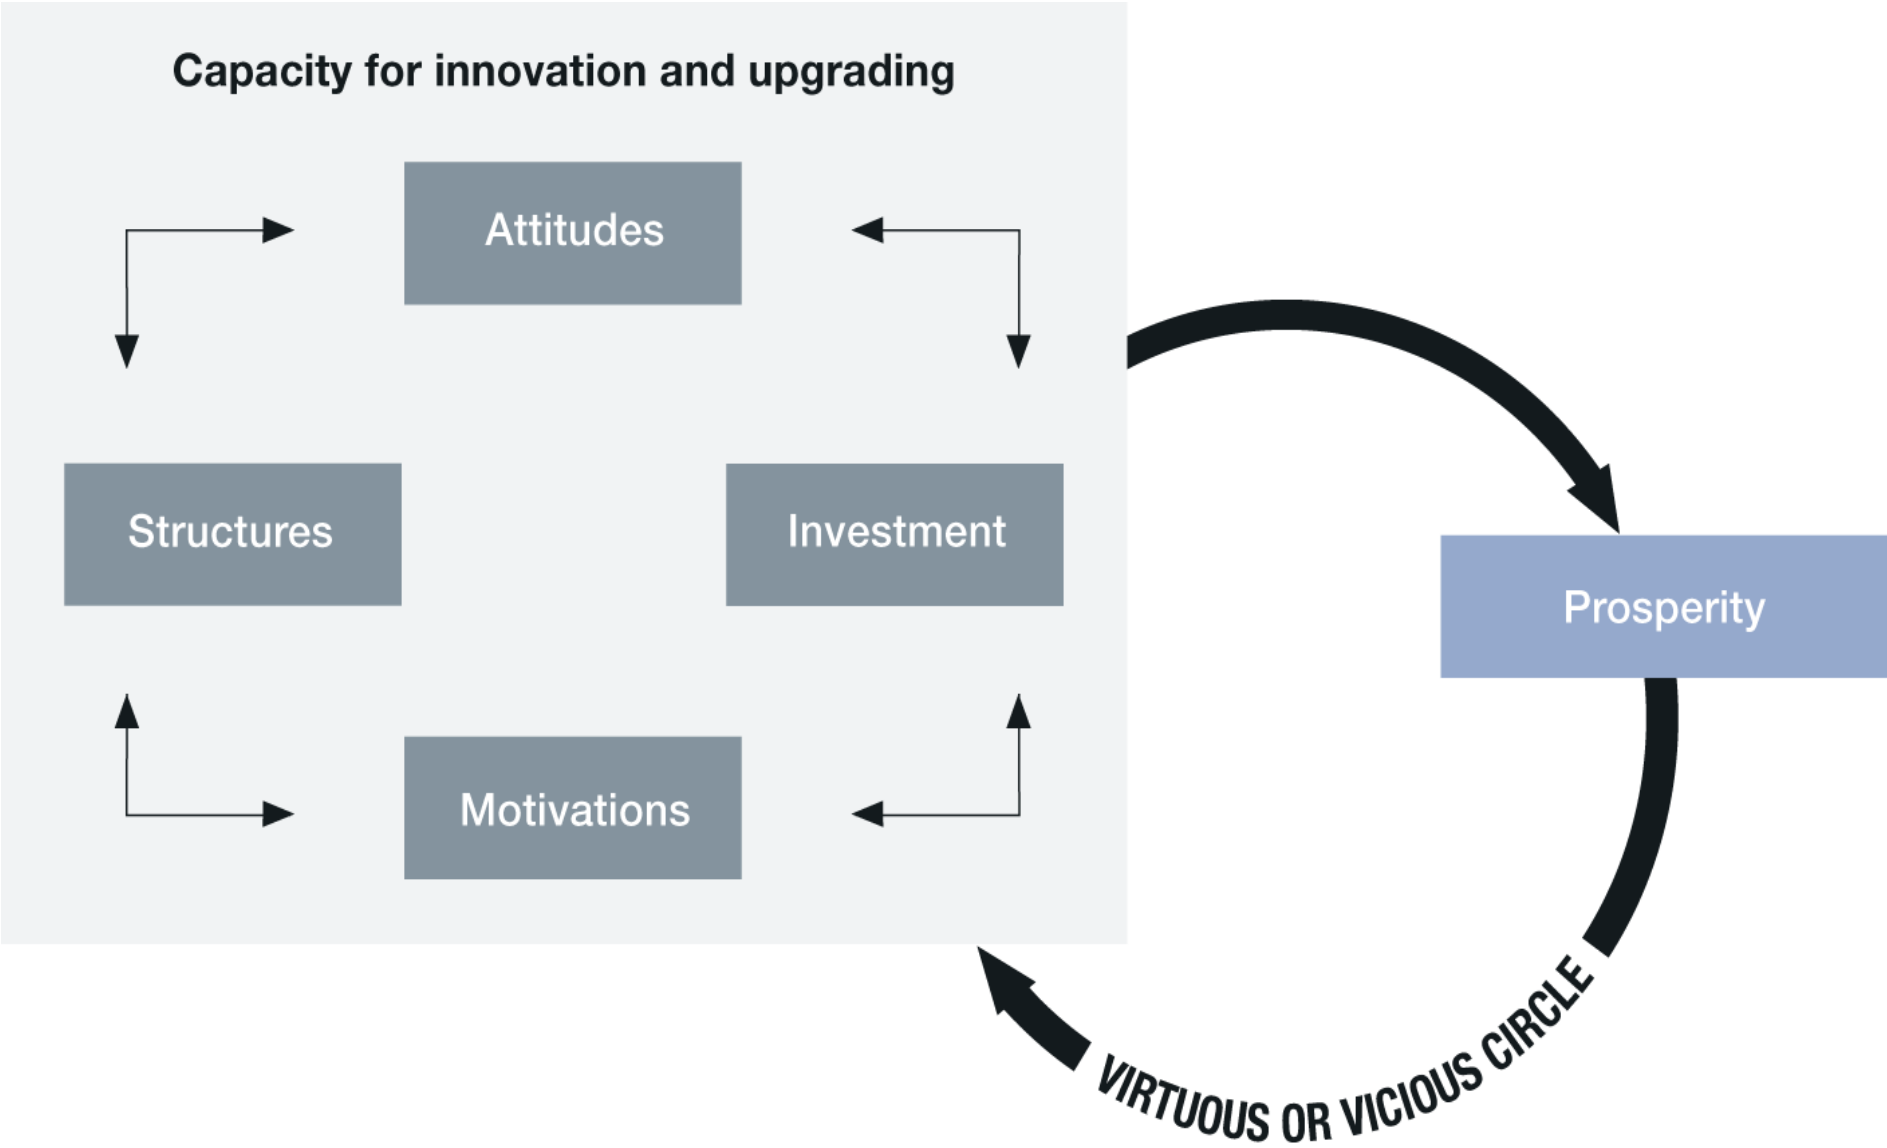 Capacity for innovation and upgrading
Attitudes
Structures
Investment
Prosperity
Motivations
VIRTUOUS OR VICIOUS CIRCLE